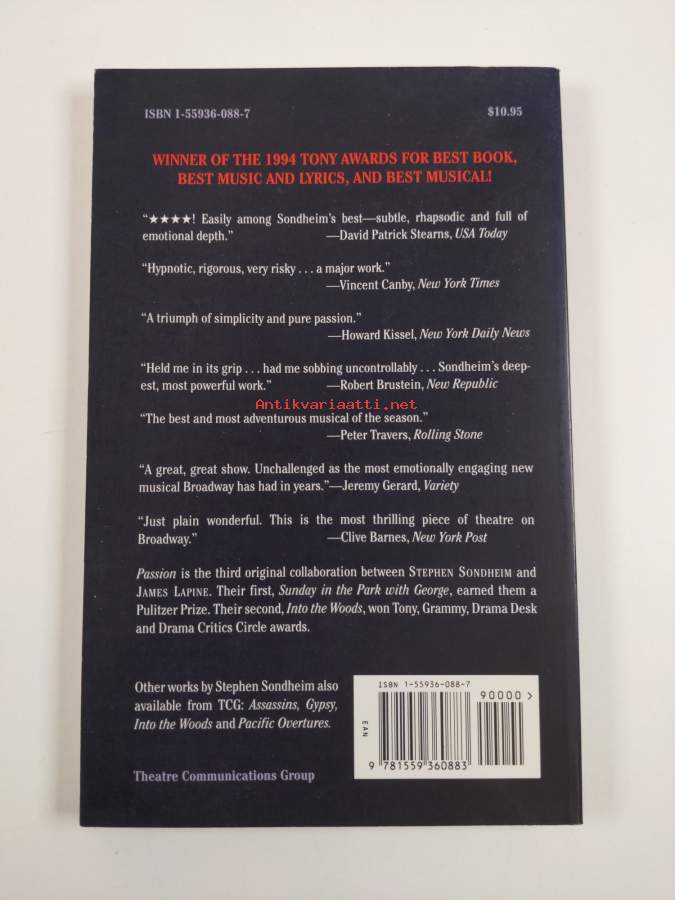 ISBN 1-55936-088-7 $10.95
WINNER OF THE 1994 TONY AWARDS FOR BEST BOOK,
BEST MUSIC AND LYRICS, AND BEST MUSICAL!
“★★★★! Easily among Sondheim’s best—subtle, rhapsodic and full of
emotional depth.” —David Patrick Stearns, USA Today
“Hypnotic, rigorous, very risky . . . a major work.”
—Vincent Canby, New York Times
“A triumph of simplicity and pure passion.”
—Howard Kissel, New York Daily News
“Held me in its grip . . . had me sobbing uncontrollably . . . Sondheim’s deep-
est, most powerful work.” —Robert Brustein, New Republic
Antikvariaatti.net
“The best and most adventurous musical of the season.”
—Peter Travers, Rolling Stone
“A great, great show. Unchallenged as the most emotionally engaging new
musical Broadway has had in years.”—Jeremy Gerard, Variety
“Just plain wonderful. This is the most thrilling piece of theatre on
Broadway.” —Clive Barnes, New York Post
Passion is the third original collaboration between STEPHEN SONDHEIM and
JAMES LAPINE. Their first, Sunday in the Park with George, earned them a
Pulitzer Prize. Their second, Into the Woods, won Tony, Grammy, Drama Desk
and Drama Critics Circle awards.
Other works by Stephen Sondheim also
available from TCG: Assassins, Gypsy,
Into the Woods and Pacific Overtures.
Theatre Communications Group
ISBN 1-55936-088-7
90000>
EAN
9 781559 360883